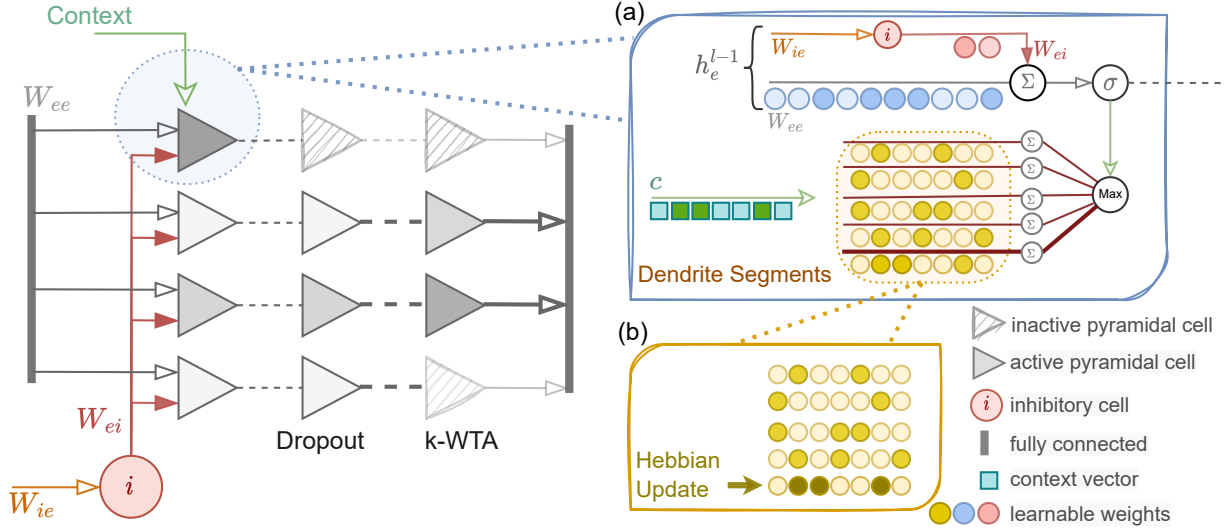 Context
W_ee
W_ei
W_ie
i
Dropout
k-WTA
(a)
h_e^{l-1}
W_ie
i
W_ei
Σ
σ
W_ee
c
Σ
Σ
Σ
Σ
Σ
Max
Dendrite Segments
(b)
Hebbian
Update
inactive pyramidal cell
active pyramidal cell
i
inhibitory cell
fully connected
context vector
learnable weights